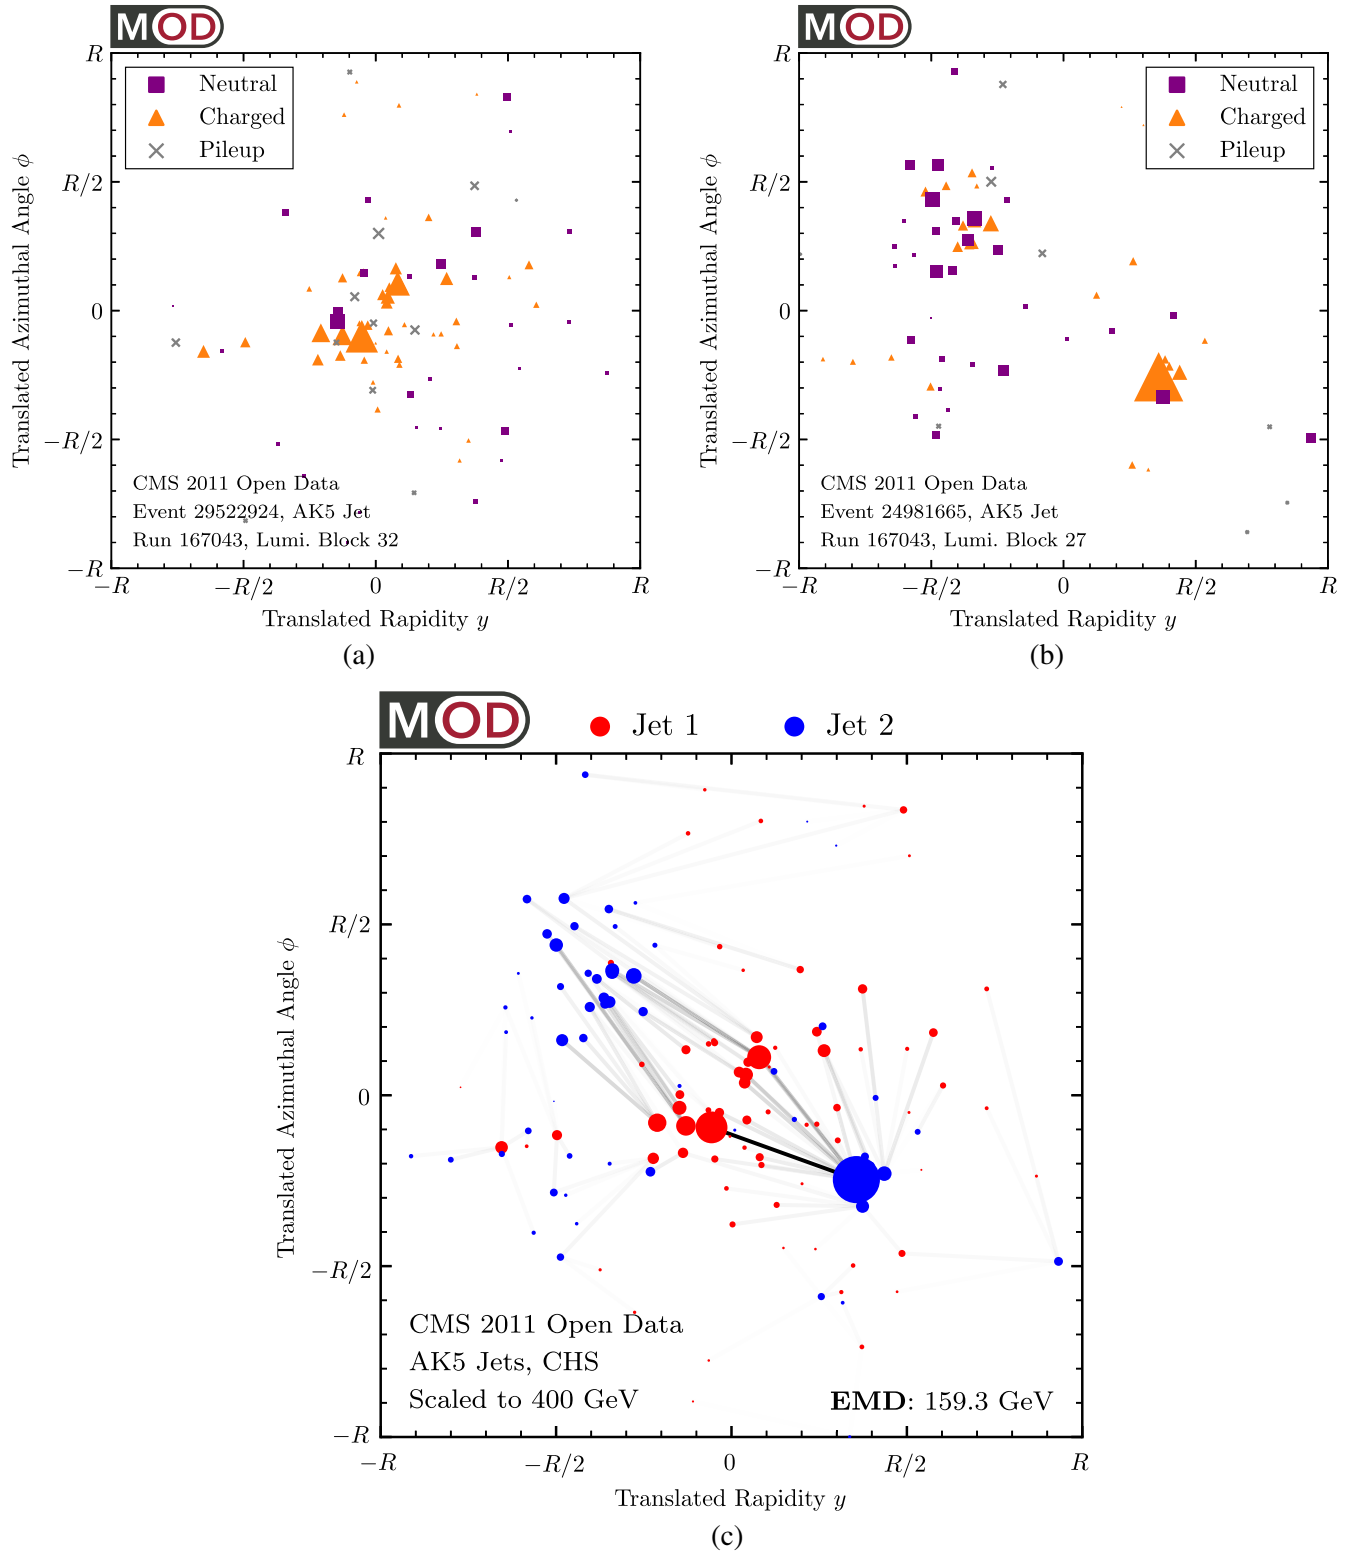 MOD
R
R/2
0
−R/2
−R
Translated Azimuthal Angle ϕ
Neutral
Charged
Pileup
CMS 2011 Open Data
Event 29522924, AK5 Jet
Run 167043, Lumi. Block 32
−R −R/2 0 R/2 R
Translated Rapidity y
(a)
MOD
R
R/2
0
−R/2
−R
Translated Azimuthal Angle ϕ
Neutral
Charged
Pileup
CMS 2011 Open Data
Event 24981665, AK5 Jet
Run 167043, Lumi. Block 27
−R −R/2 0 R/2 R
Translated Rapidity y
(b)
MOD
Jet 1 Jet 2
R
R/2
0
−R/2
−R
Translated Azimuthal Angle ϕ
CMS 2011 Open Data
AK5 Jets, CHS
Scaled to 400 GeV
EMD: 159.3 GeV
−R −R/2 0 R/2 R
Translated Rapidity y
(c)